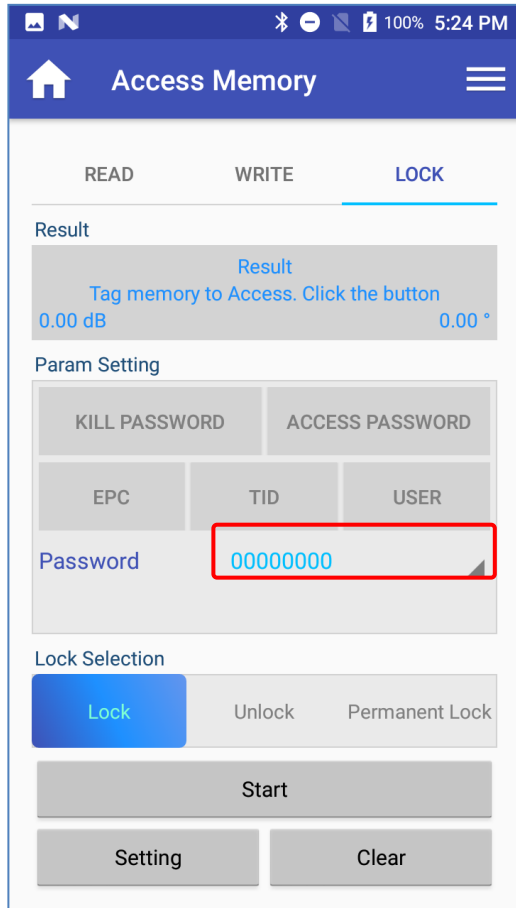 100% 5:24 PM
Access Memory
READ WRITE LOCK
Result
Result
Tag memory to Access. Click the button
0.00 dB 0.00 °
Param Setting
KILL PASSWORD ACCESS PASSWORD
EPC TID USER
Password 00000000
Lock Selection
Lock Unlock Permanent Lock
Start
Setting Clear